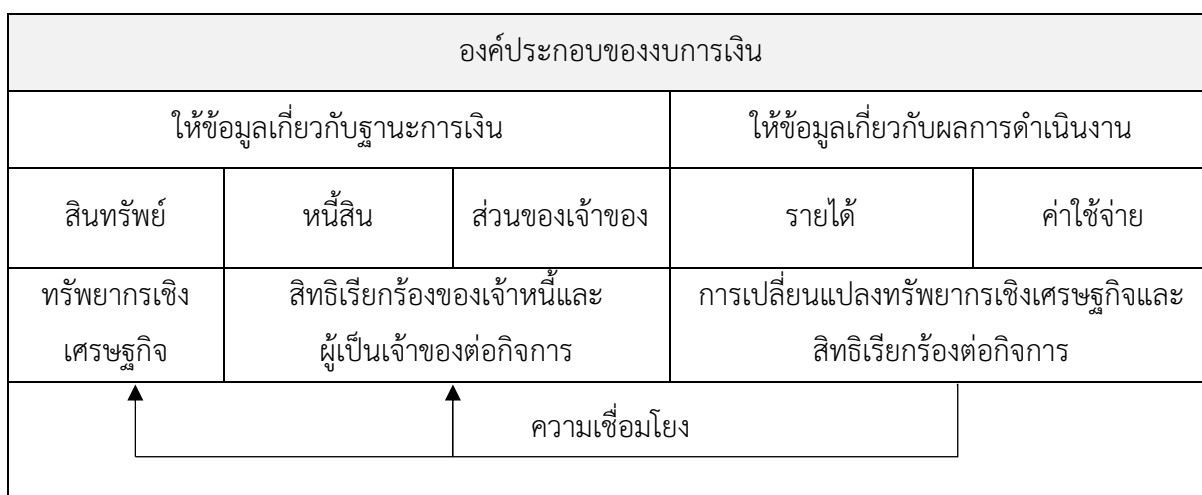 องค์ประกอบของงบการเงิน
ให้ข้อมูลเกี่ยวกับฐานะการเงิน
ให้ข้อมูลเกี่ยวกับผลการดำเนินงาน
สินทรัพย์
หนี้สิน
ส่วนของเจ้าของ
รายได้
ค่าใช้จ่าย
ทรัพยากรเชิง
เศรษฐกิจ
สิทธิเรียกร้องของเจ้าหนี้และ
ผู้เป็นเจ้าของต่อกิจการ
การเปลี่ยนแปลงทรัพยากรเชิงเศรษฐกิจและ
สิทธิเรียกร้องต่อกิจการ
ความเชื่อมโยง